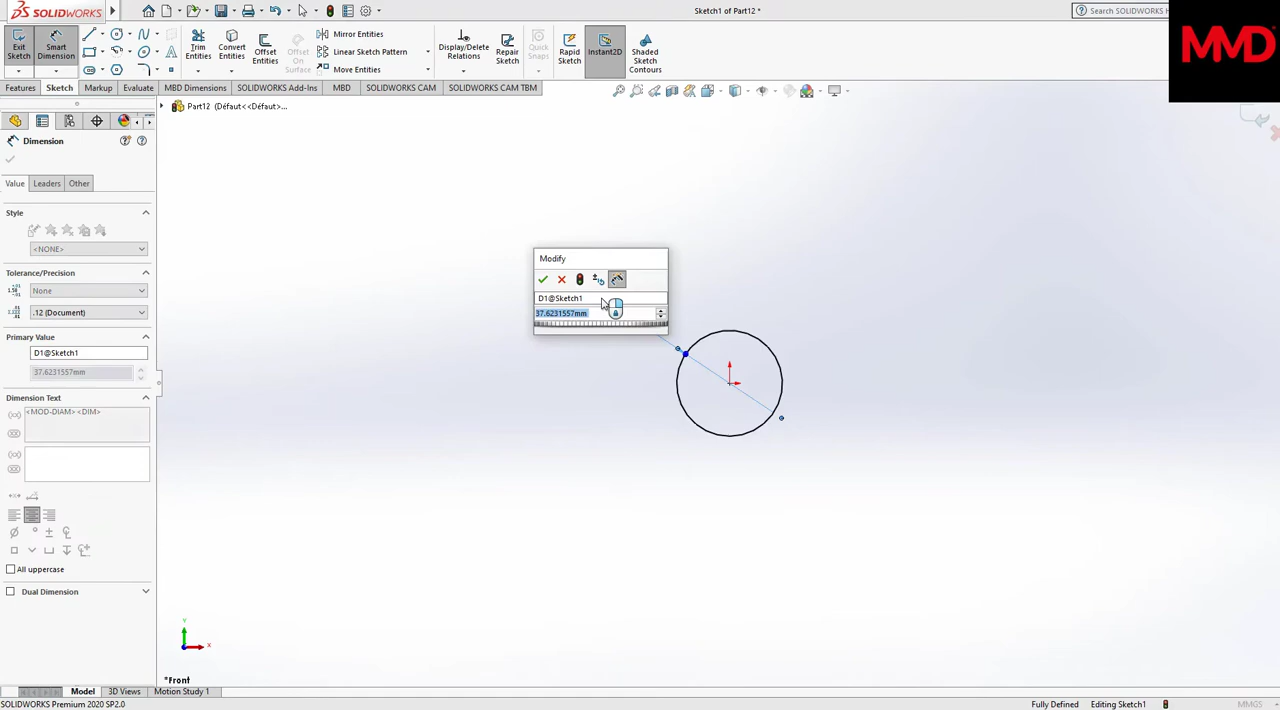 SOLIDWORKS
Sketch1 of Part12 *
Search SOLIDWORKS
MMD
Exit Sketch
Smart Dimension
Trim Entities
Convert Entities
Offset Entities
Offset On Surface
Mirror Entities
Linear Sketch Pattern
Move Entities
Display/Delete Relations
Repair Sketch
Quick Snaps
Rapid Sketch
Instant2D
Shaded Sketch Contours
Features
Sketch
Markup
Evaluate
MBD Dimensions
SOLIDWORKS Add-Ins
MBD
SOLIDWORKS CAM
SOLIDWORKS CAM TBM
Part12 (Défaut<<Défaut>...
Dimension
Value
Leaders
Other
Style
<NONE>
Tolerance/Precision
None
.12 (Document)
Primary Value
D1@Sketch1
37.6231557mm
Dimension Text
<MOD-DIAM> <DIM>
All uppercase
Dual Dimension
Modify
D1@Sketch1
37.6231557mm
Y
X
*Front
Model
3D Views
Motion Study 1
SOLIDWORKS Premium 2020 SP2.0
Fully Defined
Editing Sketch1
MMGS